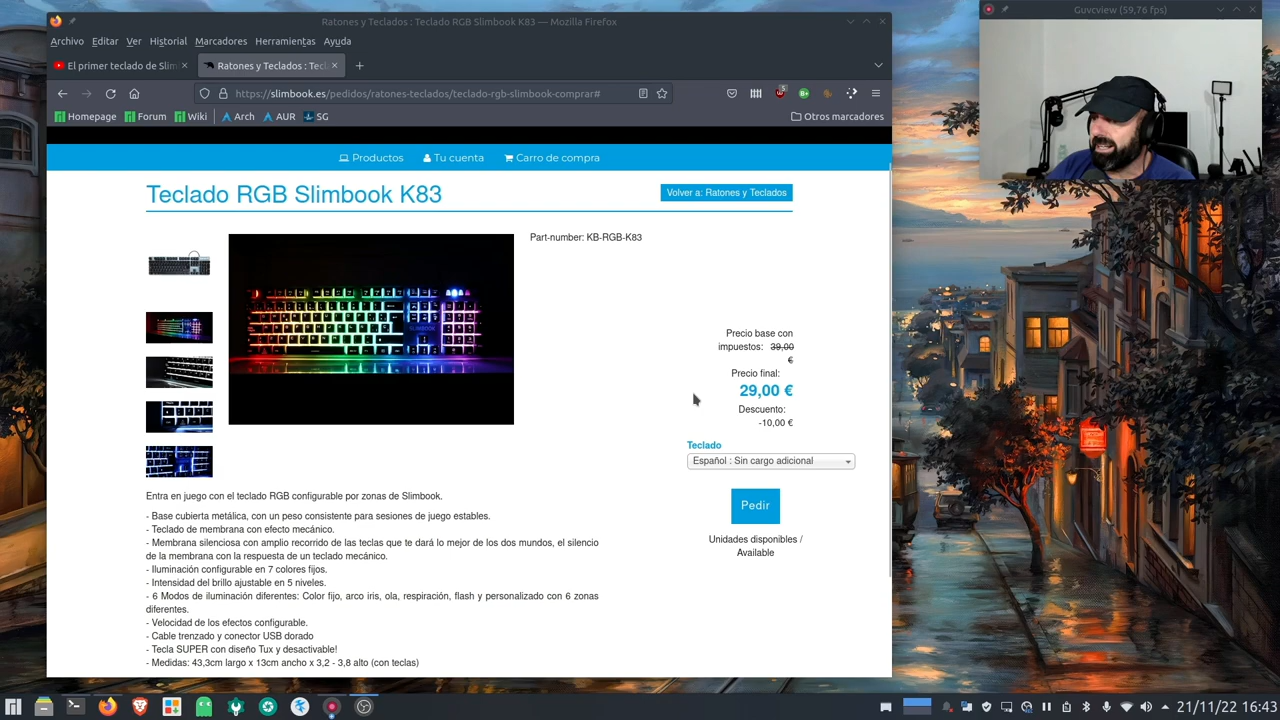 Ratones y Teclados : Teclado RGB Slimbook K83 — Mozilla Firefox
Guvcview (59,76 fps)
Archivo Editar Ver Historial Marcadores Herramientas Ayuda
El primer teclado de Slim
Ratones y Teclados : Tecl
https://slimbook.es/pedidos/ratones-teclados/teclado-rgb-slimbook-comprar#
Homepage Forum Wiki Arch AUR SG Otros marcadores
Productos Tu cuenta Carro de compra
Teclado RGB Slimbook K83
Volver a: Ratones y Teclados
Part-number: KB-RGB-K83
SLIMBOOK
Precio base con
impuestos: 39,00
€
Precio final:
29,00 €
Descuento:
-10,00 €
Teclado
Español : Sin cargo adicional
Pedir
Unidades disponibles /
Available
Entra en juego con el teclado RGB configurable por zonas de Slimbook.
- Base cubierta metálica, con un peso consistente para sesiones de juego estables.
- Teclado de membrana con efecto mecánico.
- Membrana silenciosa con amplio recorrido de las teclas que te dará lo mejor de los dos mundos, el silencio
de la membrana con la respuesta de un teclado mecánico.
- Iluminación configurable en 7 colores fijos.
- Intensidad del brillo ajustable en 5 niveles.
- 6 Modos de iluminación diferentes: Color fijo, arco iris, ola, respiración, flash y personalizado con 6 zonas
diferentes.
- Velocidad de los efectos configurable.
- Cable trenzado y conector USB dorado
- Tecla SUPER con diseño Tux y desactivable!
- Medidas: 43,3cm largo x 13cm ancho x 3,2 - 3,8 alto (con teclas)
21/11/22 16:43